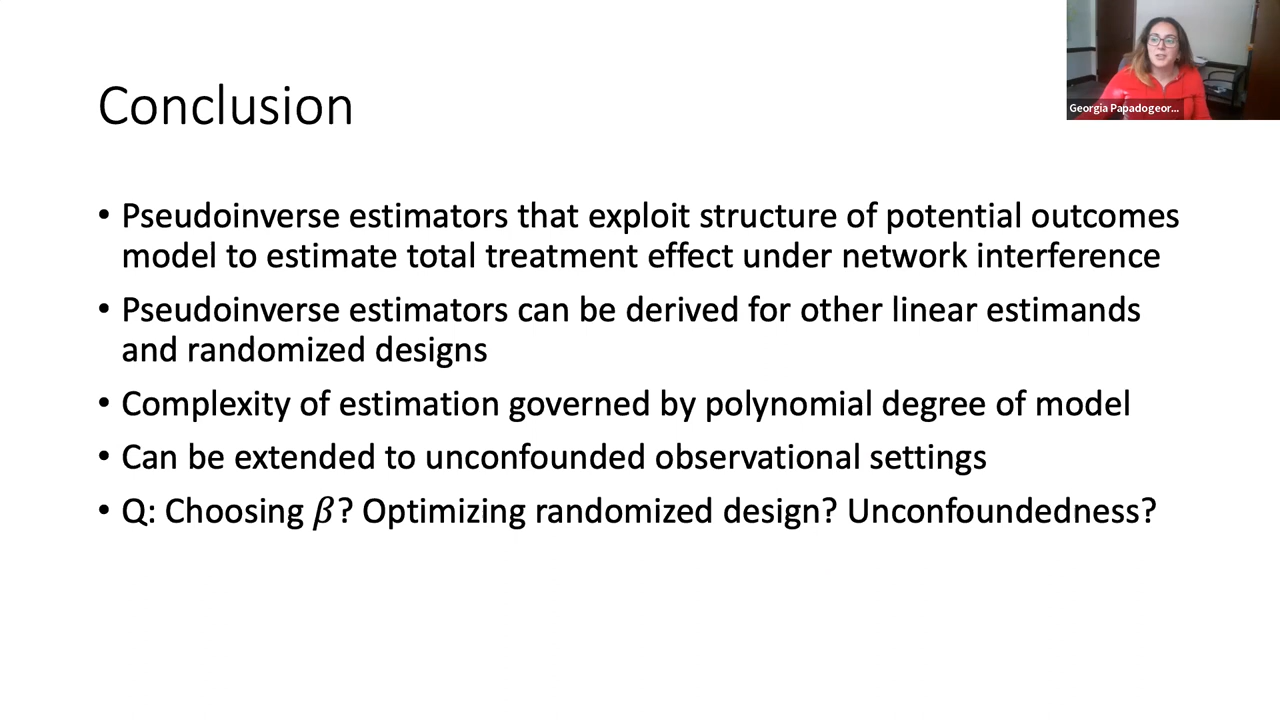 Georgia Papadogeor...
Conclusion
• Pseudoinverse estimators that exploit structure of potential outcomes
model to estimate total treatment effect under network interference
• Pseudoinverse estimators can be derived for other linear estimands
and randomized designs
• Complexity of estimation governed by polynomial degree of model
• Can be extended to unconfounded observational settings
• Q: Choosing 𝛽? Optimizing randomized design? Unconfoundedness?